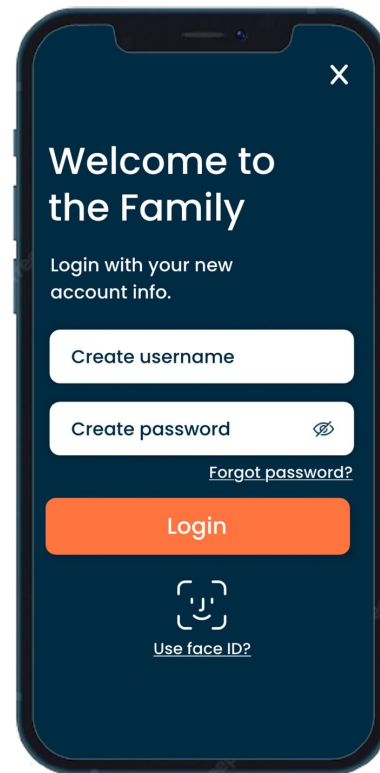 Welcome to
the Family
Login with your new
account info.
Create username
Create password
Forgot password?
Login
Use face ID?